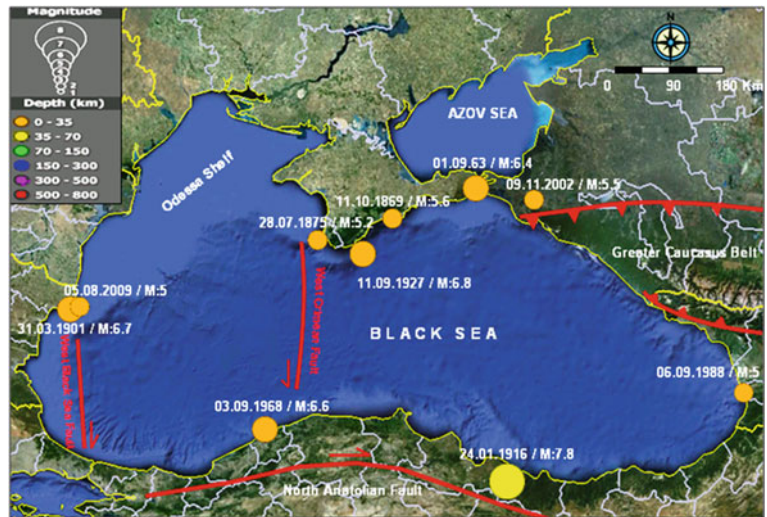 Magnitude
8
7
2
1
Depth (km)
0 - 35
35 - 70
70 - 150
150 - 300
300 - 500
500 - 800
N
0 90 180 Km
AZOV SEA
01.09.63 / M:6.4
09.11.2002 / M:5.5
11.10.1869 / M:5.6
28.07.1875 / M:5.2
Odessa Shelf
Greater Caucasus Belt
11.09.1927 / M:6.8
West Crimean Fault
05.08.2009 / M:5
31.03.1901 / M:6.7
BLACK SEA
West Black Sea Fault
06.09.1988 / M:5
03.09.1968 / M:6.6
24.01.1916 / M:7.8
North Anatolian Fault